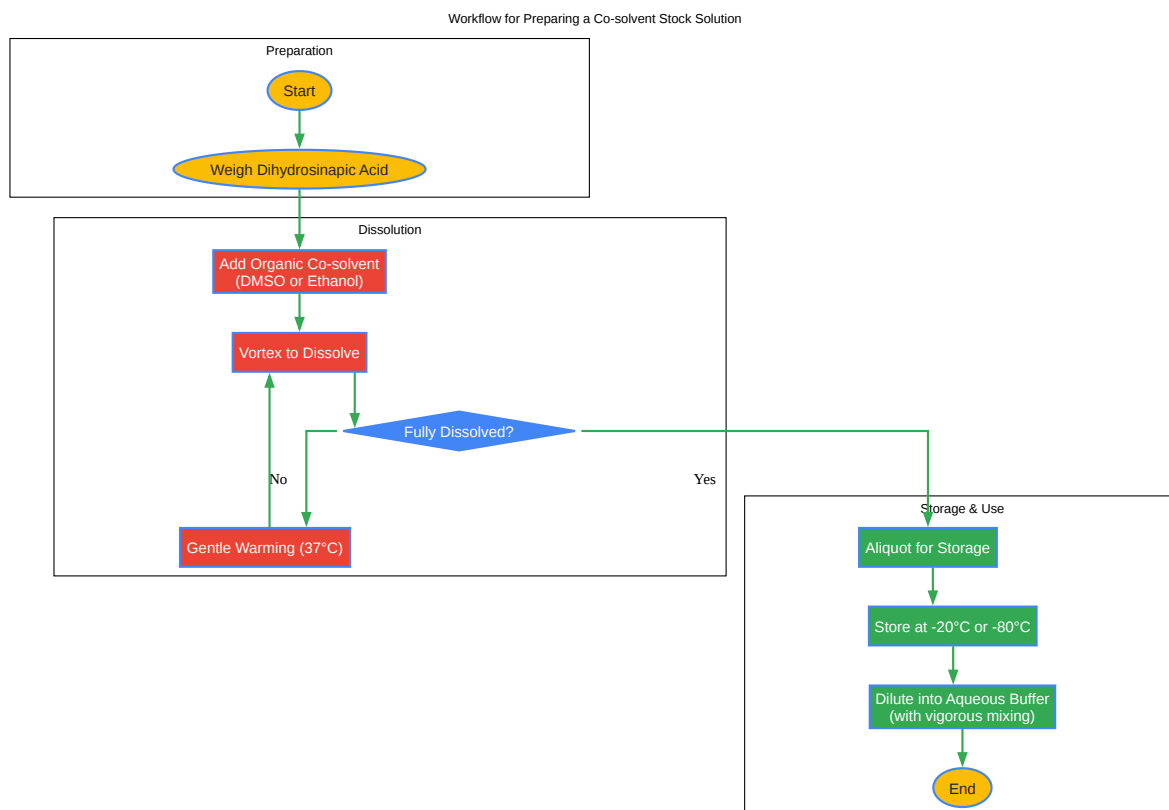 Workflow for Preparing a Co-solvent Stock Solution
Preparation
Start
Weigh Dihydrosinapic Acid
Dissolution
Add Organic Co-solvent
(DMSO or Ethanol)
Vortex to Dissolve
Fully Dissolved?
No
Yes
Gentle Warming (37°C)
Storage & Use
Aliquot for Storage
Store at -20°C or -80°C
Dilute into Aqueous Buffer
(with vigorous mixing)
End